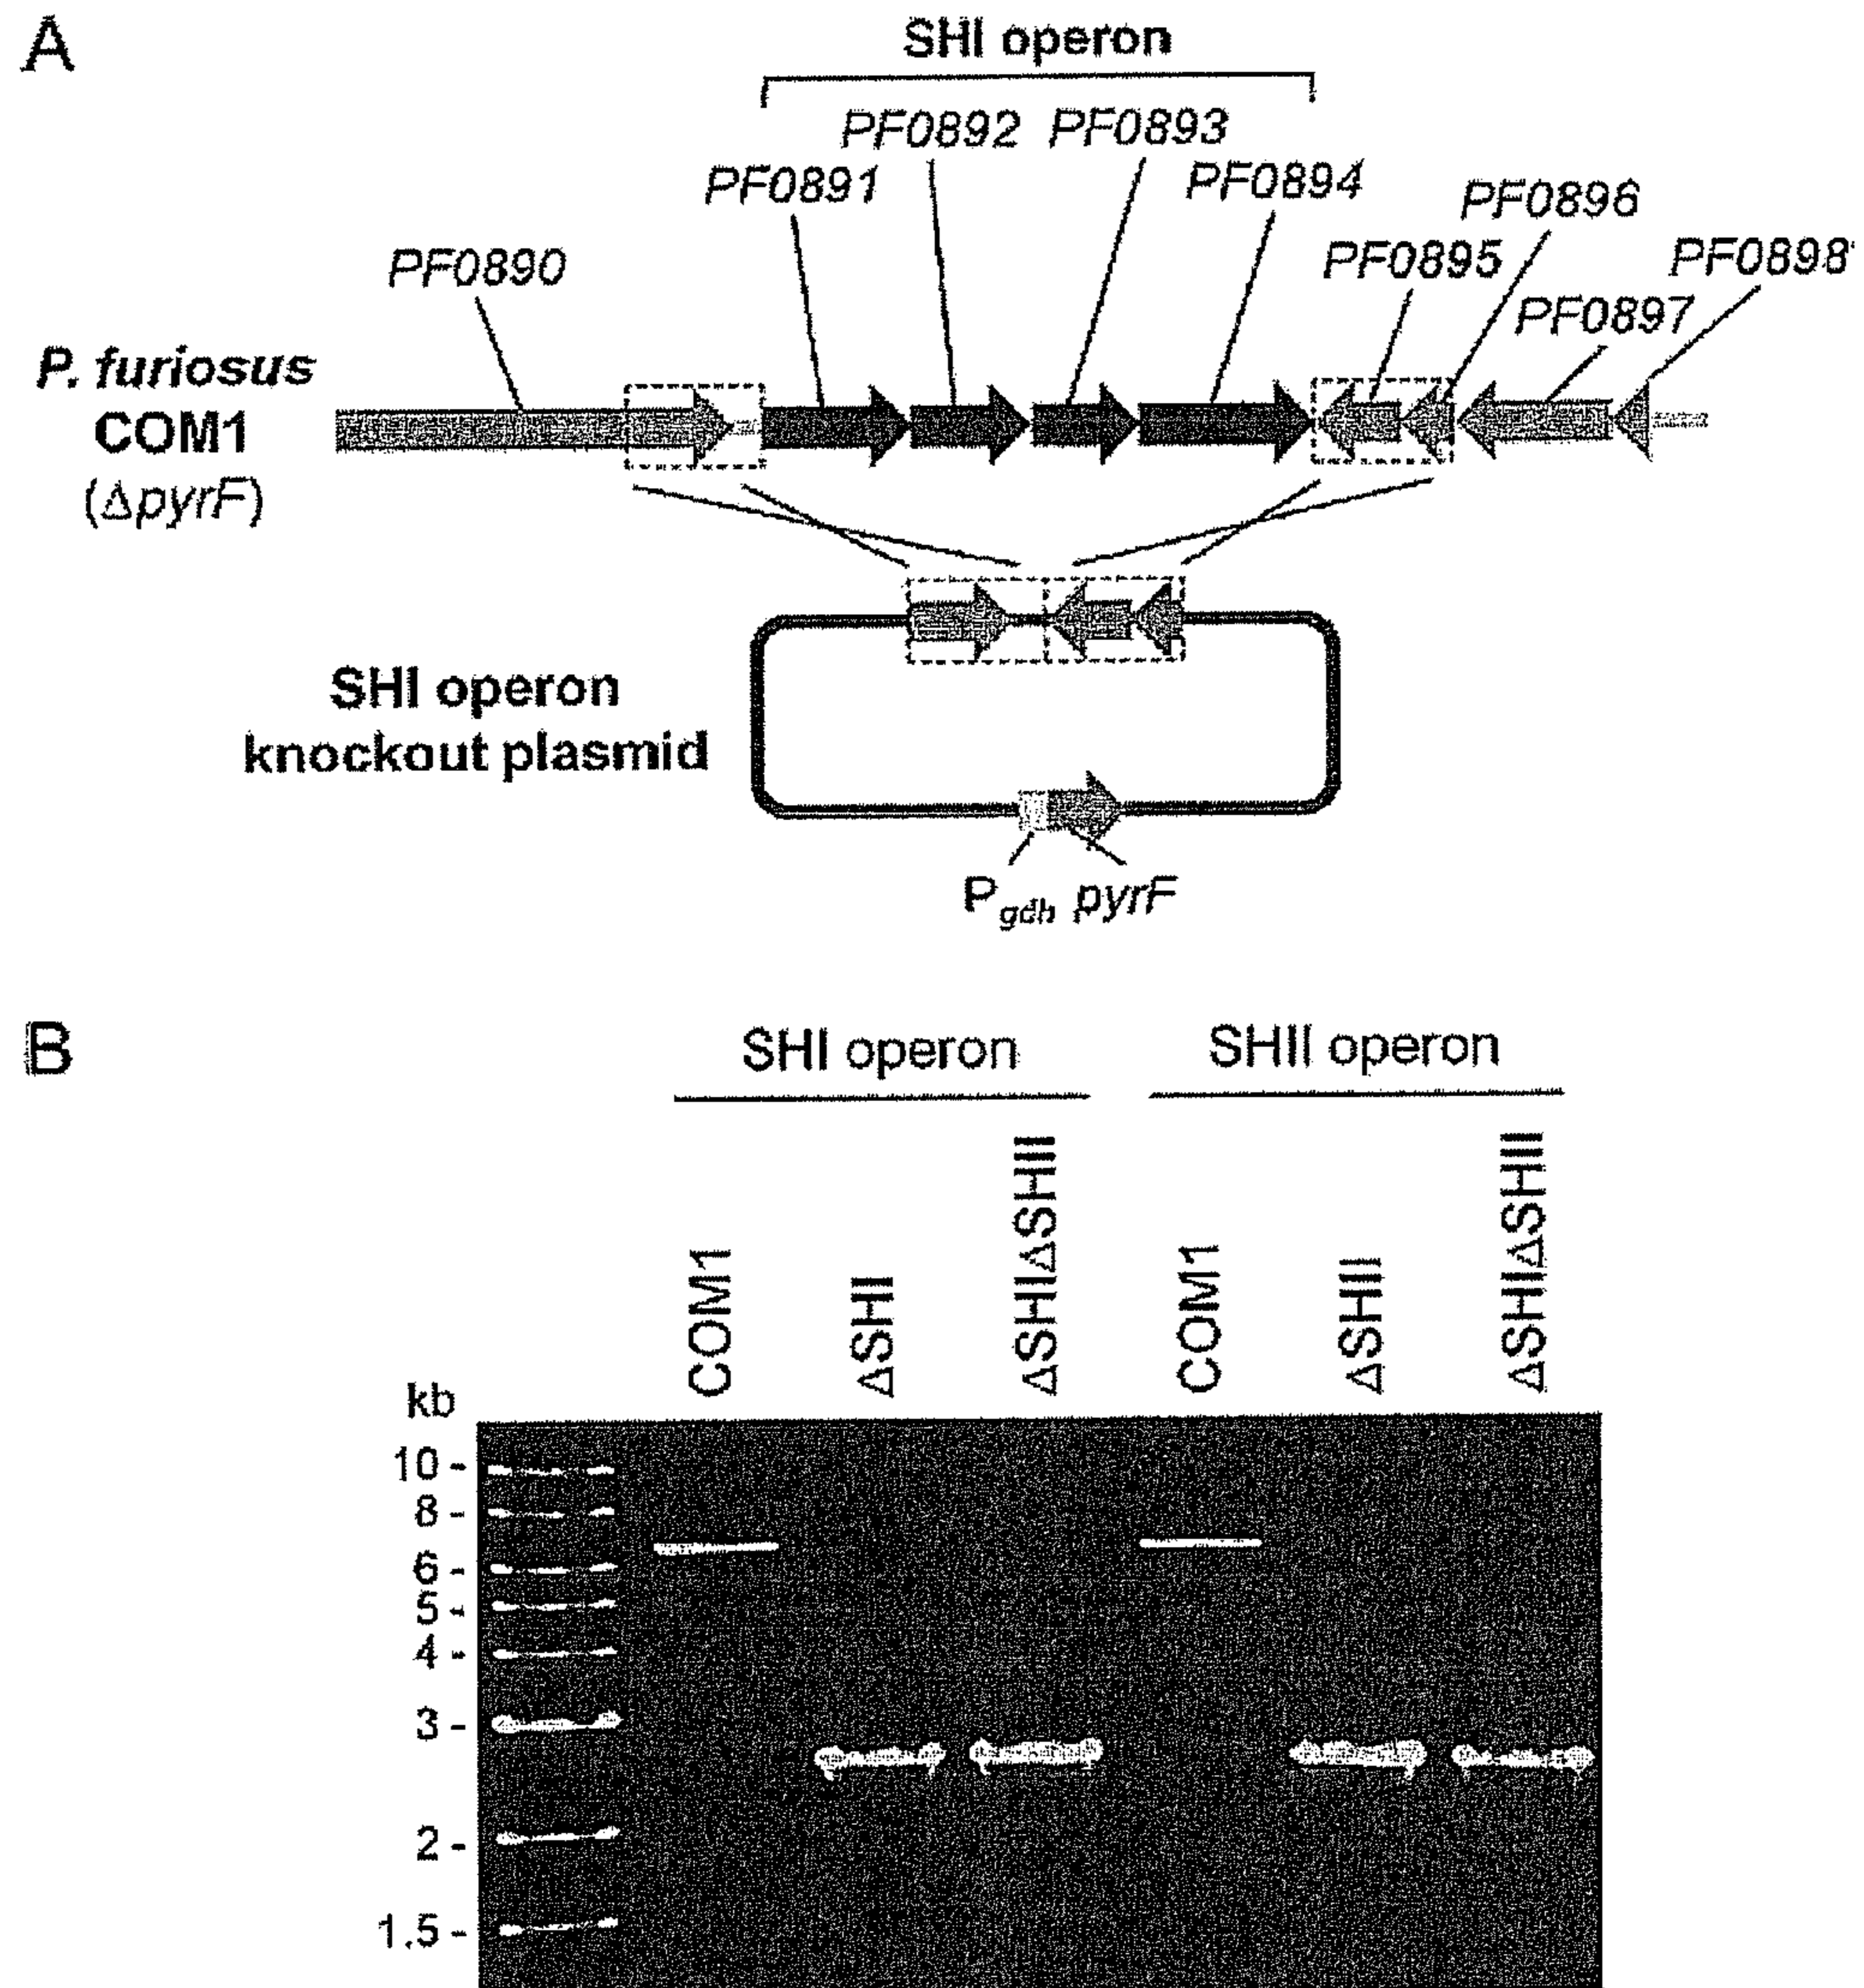 A
SHI operon
PF0892 PF0893
PF0891
PF0894
PF0896
PF0890
PF0895
PF0898
PF0897
P. furiosus
COM1
(ΔpyrF)
SHI operon
knockout plasmid
Pgdh pyrF
B
SHI operon
SHII operon
COM1
ΔSHI
ΔSHIΔSHII
COM1
ΔSHII
ΔSHIΔSHII
kb
10 -
8 -
6 -
5 -
4 -
3 -
2 -
1.5 -